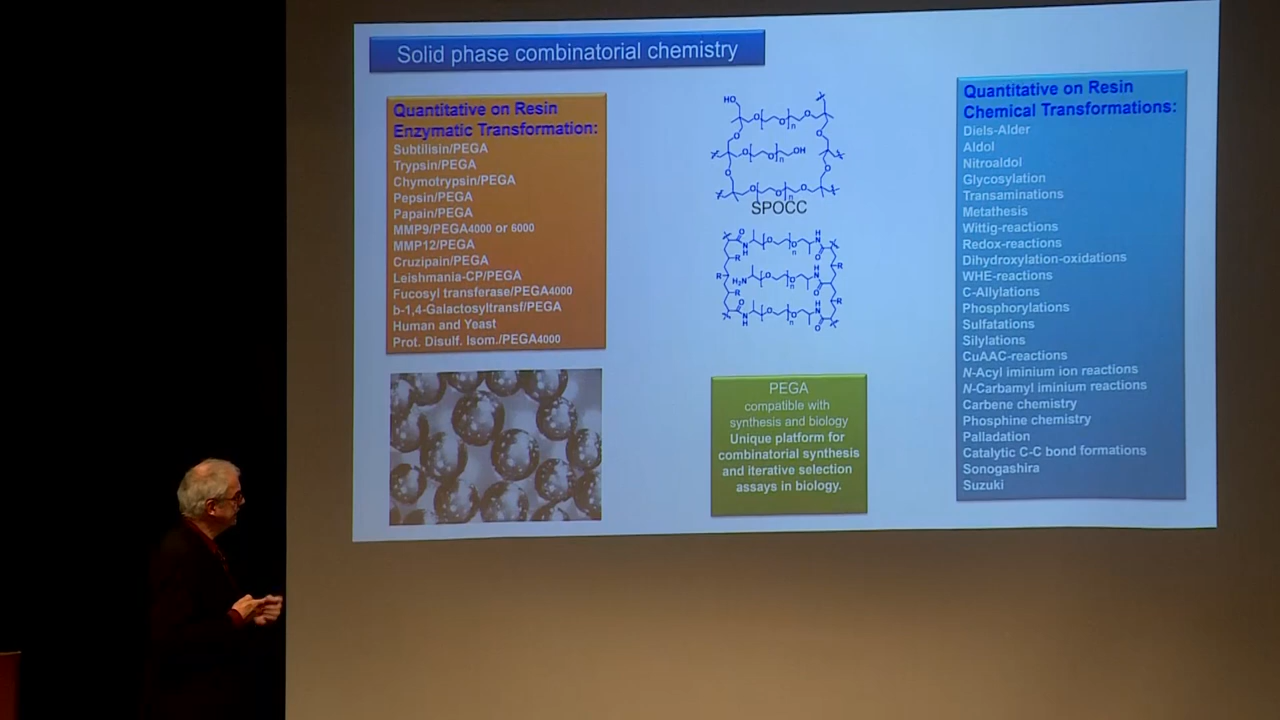 Solid phase combinatorial chemistry
Quantitative on Resin
Enzymatic Transformation:
Subtilisin/PEGA
Trypsin/PEGA
Chymotrypsin/PEGA
Pepsin/PEGA
Papain/PEGA
MMP9/PEGA4000 or 6000
MMP12/PEGA
Cruzipain/PEGA
Leishmania-CP/PEGA
Fucosyl transferase/PEGA4000
b-1,4-Galactosyltransf/PEGA
Human and Yeast
Prot. Disulf. Isom./PEGA4000
SPOCC
PEGA
compatible with
synthesis and biology
Unique platform for
combinatorial synthesis
and iterative selection
assays in biology.
Quantitative on Resin
Chemical Transformations:
Diels-Alder
Aldol
Nitroaldol
Glycosylation
Transaminations
Metathesis
Wittig-reactions
Redox-reactions
Dihydroxylation-oxidations
WHE-reactions
C-Allylations
Phosphorylations
Sulfatations
Silylations
CuAAC-reactions
N-Acyl iminium ion reactions
N-Carbamyl iminium reactions
Carbene chemistry
Phosphine chemistry
Palladation
Catalytic C-C bond formations
Sonogashira
Suzuki